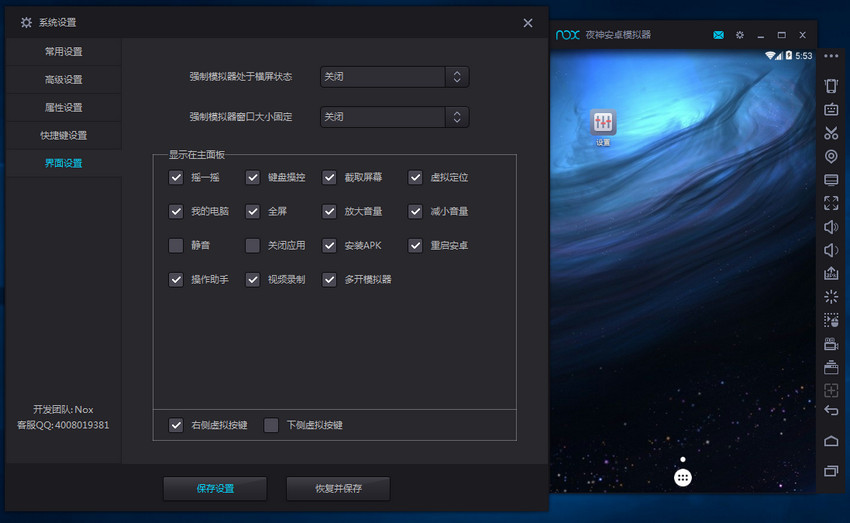 系统设置
常用设置
高级设置
属性设置
快捷键设置
界面设置
开发团队: Nox
客服QQ: 4008019381
强制模拟器处于横屏状态 关闭
强制模拟器窗口大小固定 关闭
显示在主面板
摇一摇 键盘操控 截取屏幕 虚拟定位
我的电脑 全屏 放大音量 减小音量
静音 关闭应用 安装APK 重启安卓
操作助手 视频录制 多开模拟器
右侧虚拟按键 下侧虚拟按键
保存设置 恢复并保存
nox 夜神安卓模拟器
5:53
设置